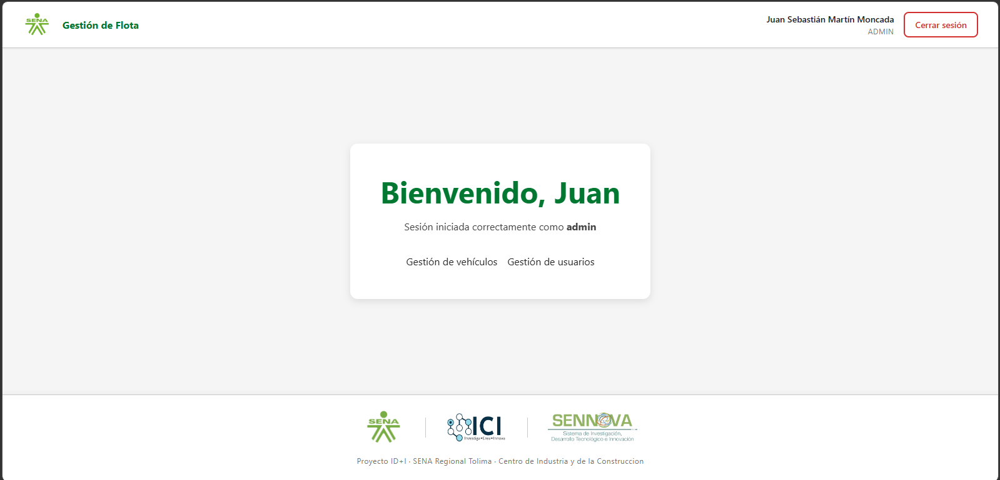 SENA
Gestión de Flota
Juan Sebastián Martín Moncada
ADMIN
Cerrar sesión
Bienvenido, Juan
Sesión iniciada correctamente como admin
Gestión de vehículos Gestión de usuarios
SENA
ICI
Investiga•Crea•Innova
SENNOVA
Sistema de Investigación,
Desarrollo Tecnológico e Innovación
Proyecto ID+I · SENA Regional Tolima · Centro de Industria y de la Construccion